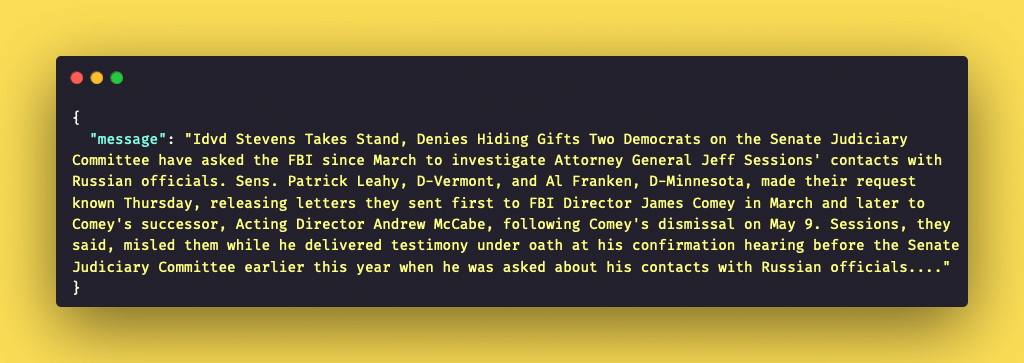 {
"message": "Idvd Stevens Takes Stand, Denies Hiding Gifts Two Democrats on the Senate Judiciary
Committee have asked the FBI since March to investigate Attorney General Jeff Sessions' contacts with
Russian officials. Sens. Patrick Leahy, D-Vermont, and Al Franken, D-Minnesota, made their request
known Thursday, releasing letters they sent first to FBI Director James Comey in March and later to
Comey's successor, Acting Director Andrew McCabe, following Comey's dismissal on May 9. Sessions, they
said, misled them while he delivered testimony under oath at his confirmation hearing before the Senate
Judiciary Committee earlier this year when he was asked about his contacts with Russian officials...."
}